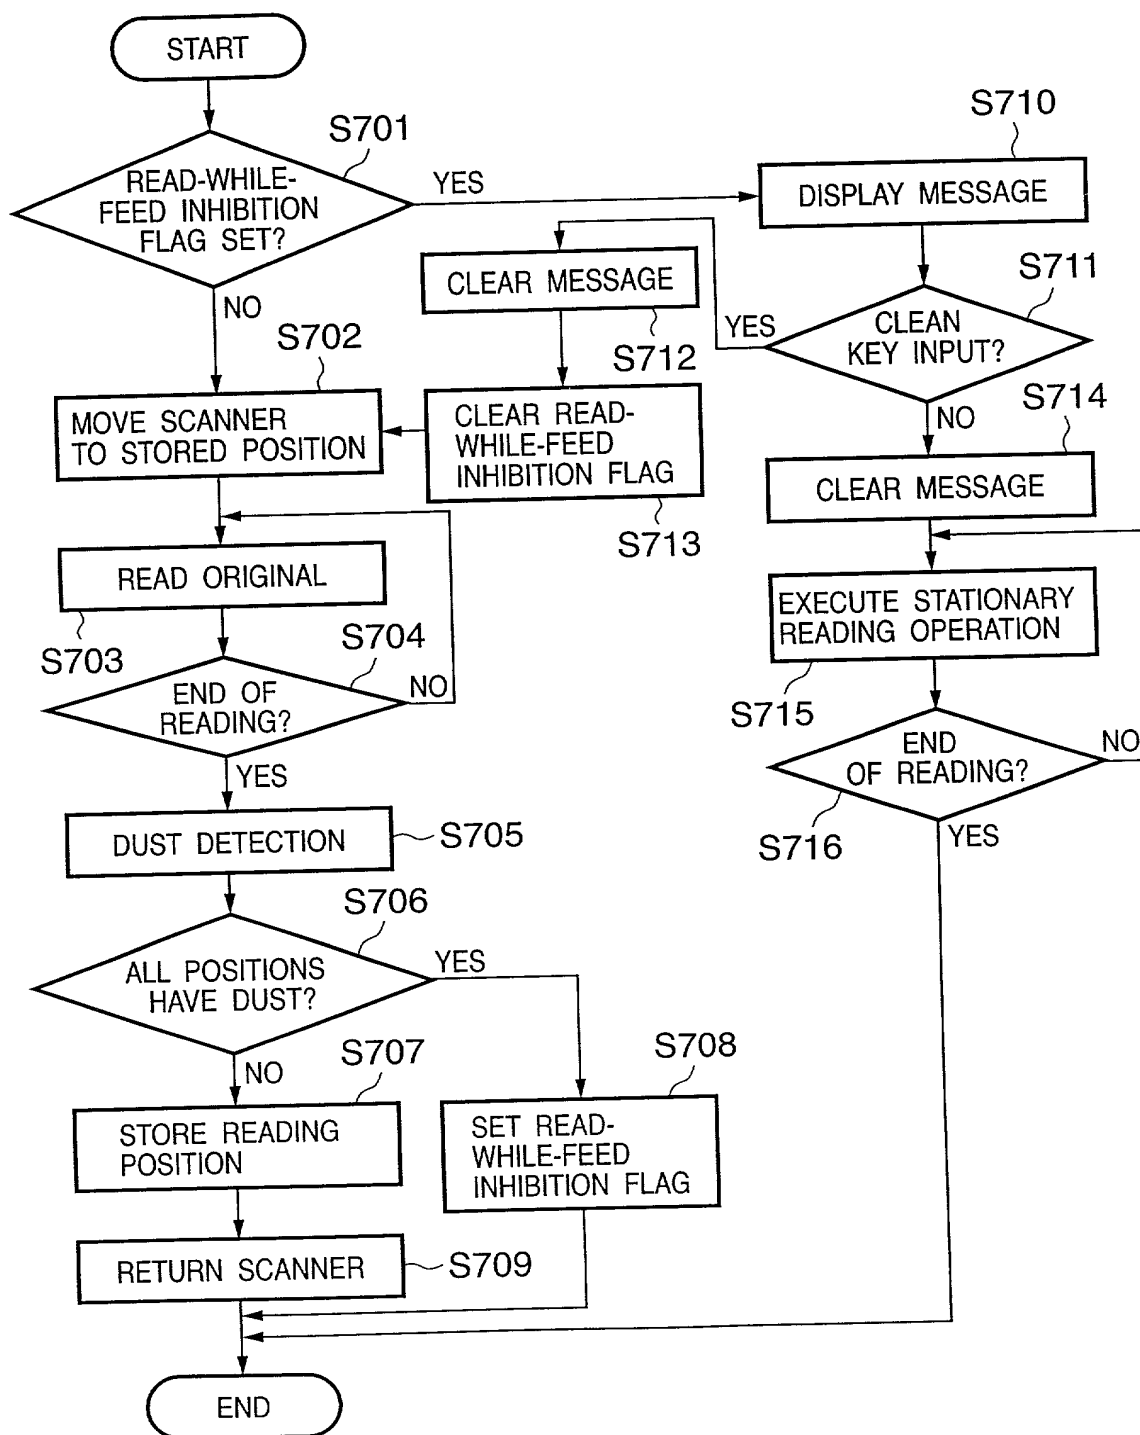 START
S701
READ-WHILE-
FEED INHIBITION
FLAG SET?
YES
NO
S702
MOVE SCANNER
TO STORED POSITION
READ ORIGINAL
S703
S704
END OF
READING?
NO
YES
DUST DETECTION
S705
S706
ALL POSITIONS
HAVE DUST?
YES
NO
S707
STORE READING
POSITION
S708
SET READ-
WHILE-FEED
INHIBITION FLAG
RETURN SCANNER
S709
END
S710
DISPLAY MESSAGE
S711
CLEAN
KEY INPUT?
YES
CLEAR MESSAGE
S712
CLEAR READ-
WHILE-FEED
INHIBITION FLAG
S713
NO
S714
CLEAR MESSAGE
EXECUTE STATIONARY
READING OPERATION
S715
END
OF READING?
NO
S716
YES